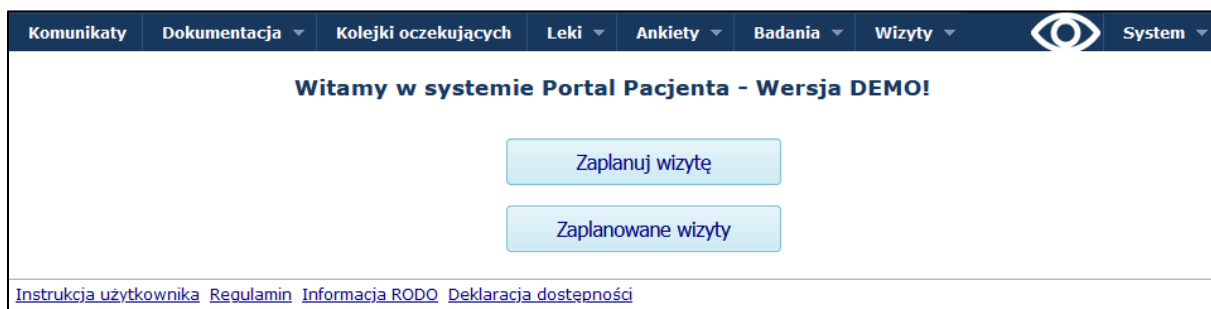 Komunikaty Dokumentacja Kolejki oczekujących Leki Ankiety Badania Wizyty System
Witamy w systemie Portal Pacjenta - Wersja DEMO!
Zaplanuj wizytę
Zaplanowane wizyty
Instrukcja użytkownika Regulamin Informacja RODO Deklaracja dostępności